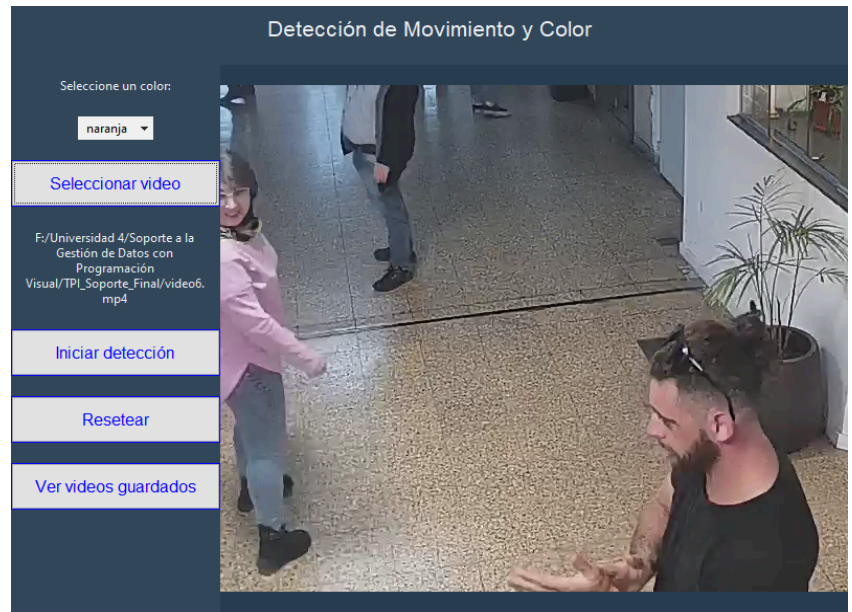 Detección de Movimiento y Color
Seleccione un color:
naranja
Seleccionar video
F:/Universidad 4/Soporte a la
Gestión de Datos con
Programación
Visual/TPI_Soporte_Final/video6.
mp4
Iniciar detección
Resetear
Ver videos guardados